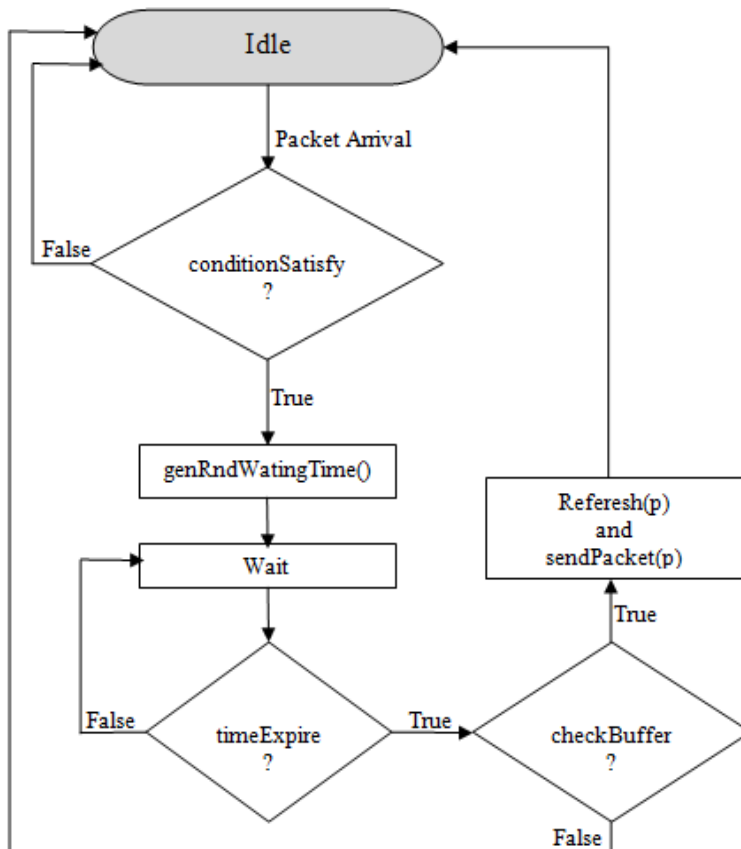 Idle
Packet Arrival
False
conditionSatisfy
?
True
genRndWatingTime()
Referesh(p)
and
sendPacket(p)
Wait
True
False
timeExpire
?
True
checkBuffer
?
False